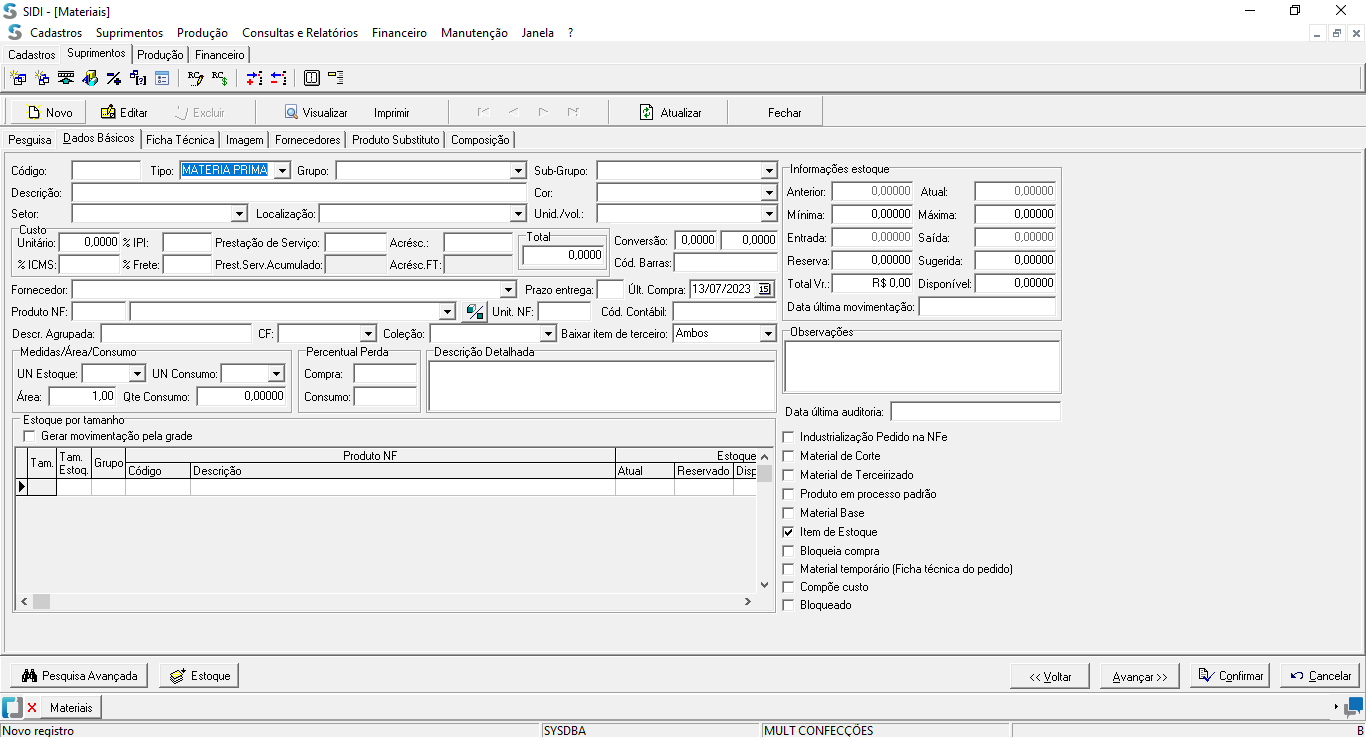 SIDI - [Materiais]
Cadastros Suprimentos Produção Consultas e Relatórios Financeiro Manutenção Janela ?
Cadastros Suprimentos Produção Financeiro
Novo Editar Excluir Visualizar Imprimir Atualizar Fechar
Pesquisa Dados Básicos Ficha Técnica Imagem Fornecedores Produto Substituto Composição
Código: Tipo: MATERIA PRIMA Grupo: Sub-Grupo:
Descrição: Cor:
Setor: Localização: Unid./vol.:
Custo
Unitário: 0,0000 % IPI: Prestação de Serviço: Acrésc.: Total 0,0000
% ICMS: % Frete: Prest.Serv.Acumulado: Acrésc.FT:
Conversão: 0,0000 0,0000
Cód. Barras:
Fornecedor: Prazo entrega: Últ. Compra: 13/07/2023 15
Produto NF: Unit. NF: Cód. Contábil:
Descr. Agrupada: CF: Coleção: Baixar item de terceiro: Ambos
Medidas/Área/Consumo
UN Estoque: UN Consumo:
Área: 1,00 Qte Consumo: 0,00000
Percentual Perda
Compra:
Consumo:
Descrição Detalhada
Estoque por tamanho
Gerar movimentação pela grade
Tam. Tam. Estoq. Grupo Produto NF Estoque
Código Descrição Atual Reservado Disp
Informações estoque
Anterior: 0,00000 Atual: 0,00000
Mínima: 0,00000 Máxima: 0,00000
Entrada: 0,00000 Saída: 0,00000
Reserva: 0,00000 Sugerida: 0,00000
Total Vr.: R$ 0,00 Disponível: 0,00000
Data última movimentação:
Observações
Data última auditoria:
Industrialização Pedido na NFe
Material de Corte
Material de Terceirizado
Produto em processo padrão
Material Base
Item de Estoque
Bloqueia compra
Material temporário (Ficha técnica do pedido)
Compõe custo
Bloqueado
Pesquisa Avançada Estoque << Voltar Avançar >> Confirmar Cancelar
Materiais
Novo registro SYSDBA MULT CONFECÇÕES B